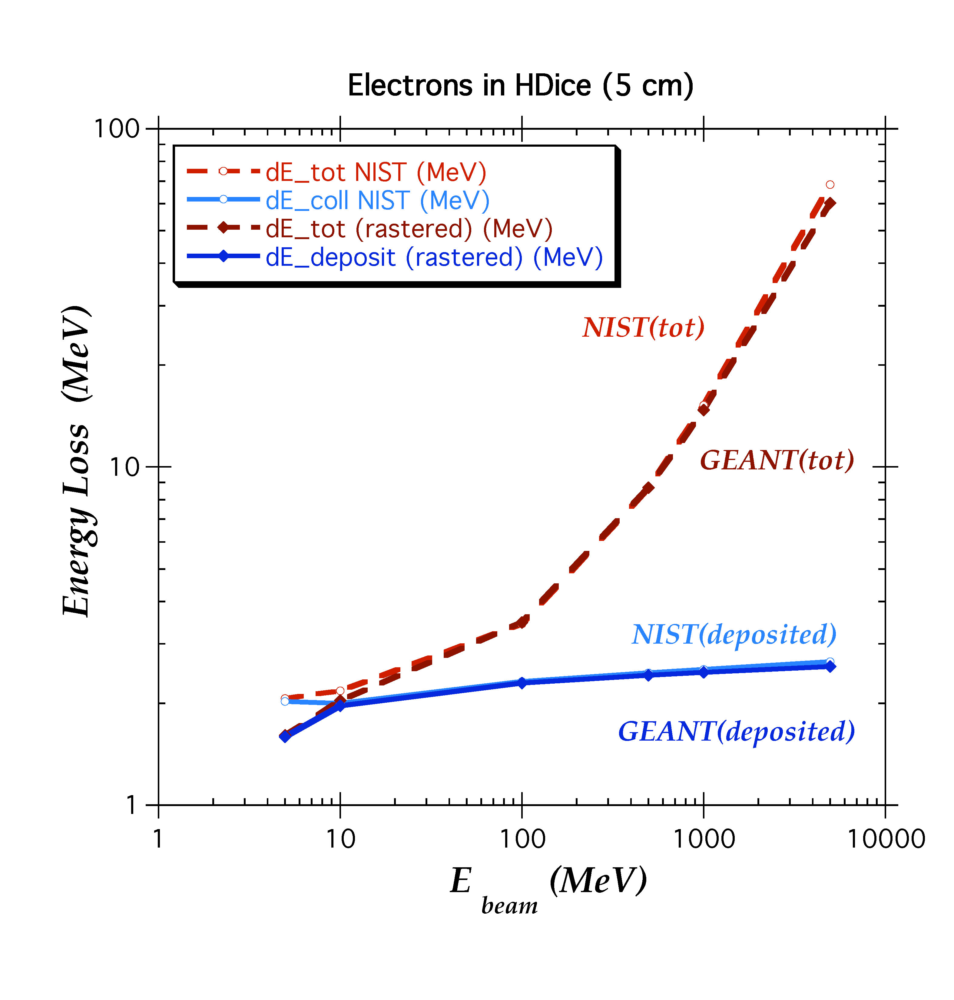 Electrons in HDice (5 cm)
100
dE_tot NIST (MeV)
dE_coll NIST (MeV)
dE_tot (rastered) (MeV)
dE_deposit (rastered) (MeV)
NIST(tot)
Energy Loss (MeV)
10
GEANT(tot)
NIST(deposited)
GEANT(deposited)
1
1 10 100 1000 10000
E beam (MeV)